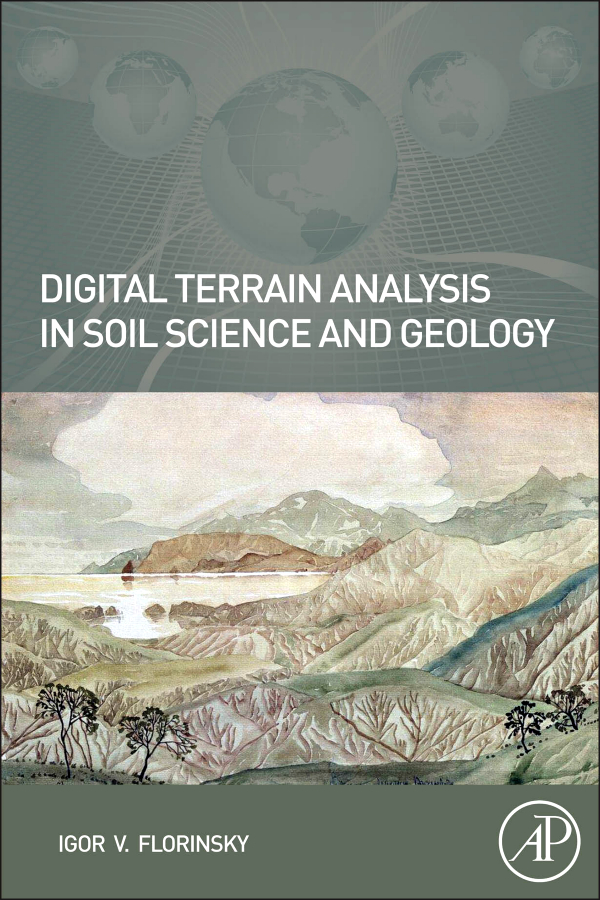 DIGITAL TERRAIN ANALYSIS
IN SOIL SCIENCE AND GEOLOGY
IGOR V. FLORINSKY
AP